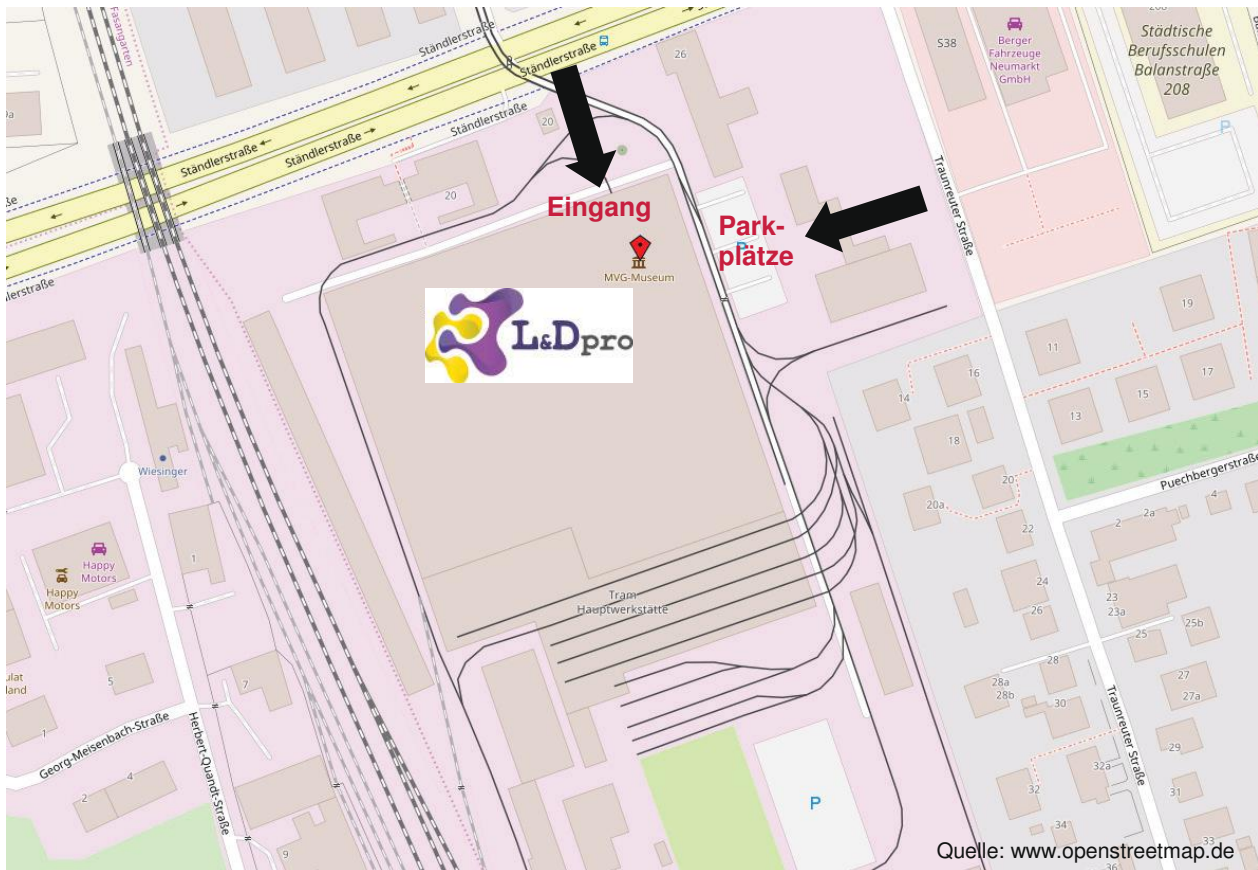 Fasangarten
Ständlerstraße
Ständlerstraße
Ständlerstraße
Ständlerstraße
Ständlerstraße
Ständlerstraße
Ständlerstraße
26
20
20
S38
Berger
Fahrzeuge
Neumarkt
GmbH
Städtische
Berufsschulen
Balanstraße
208
P
Traunreuter Straße
Eingang
Park-
plätze
P
MVG-Museum
L&Dpro
Wiesinger
Happy
Motors
Happy
Motors
1
5
7
1
4
2
9
Georg-Meisenbach-Straße
Herbert-Quandt-Straße
Tram
Hauptwerkstätte
P
19
11
17
15
13
16
14
18
20
20a
22
24
26
Puechbergerstraße
4
2a
2
23
23a
25
25b
28
28a
28b
27
27a
30
29
32a
32
31
34
33
36
Traunreuter Straße
Quelle: www.openstreetmap.de